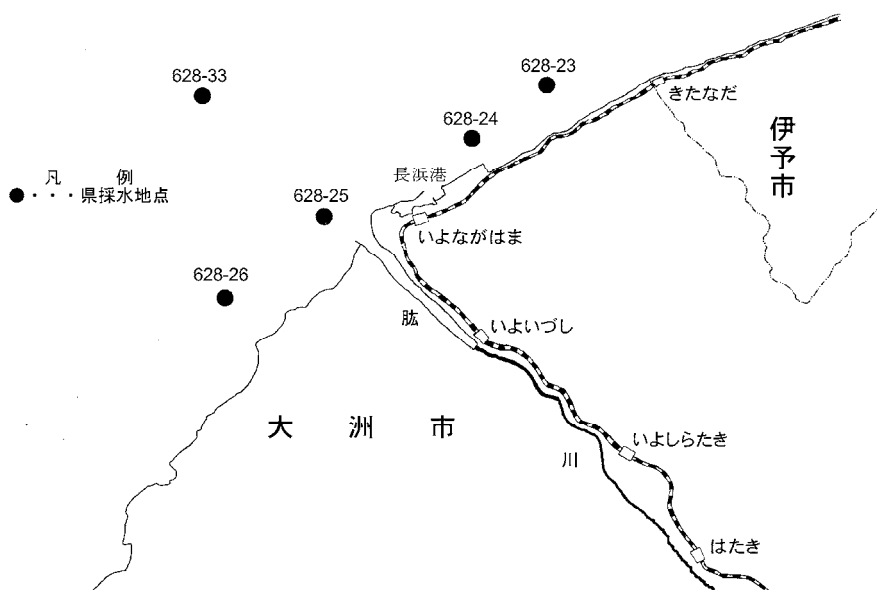 628-33
628-23
きたなだ
628-24
伊予市
長浜港
凡 例
●・・・県採水地点
628-25
いよながはま
628-26
肱
いよいづし
大 洲 市
いよしらたき
川
はたき